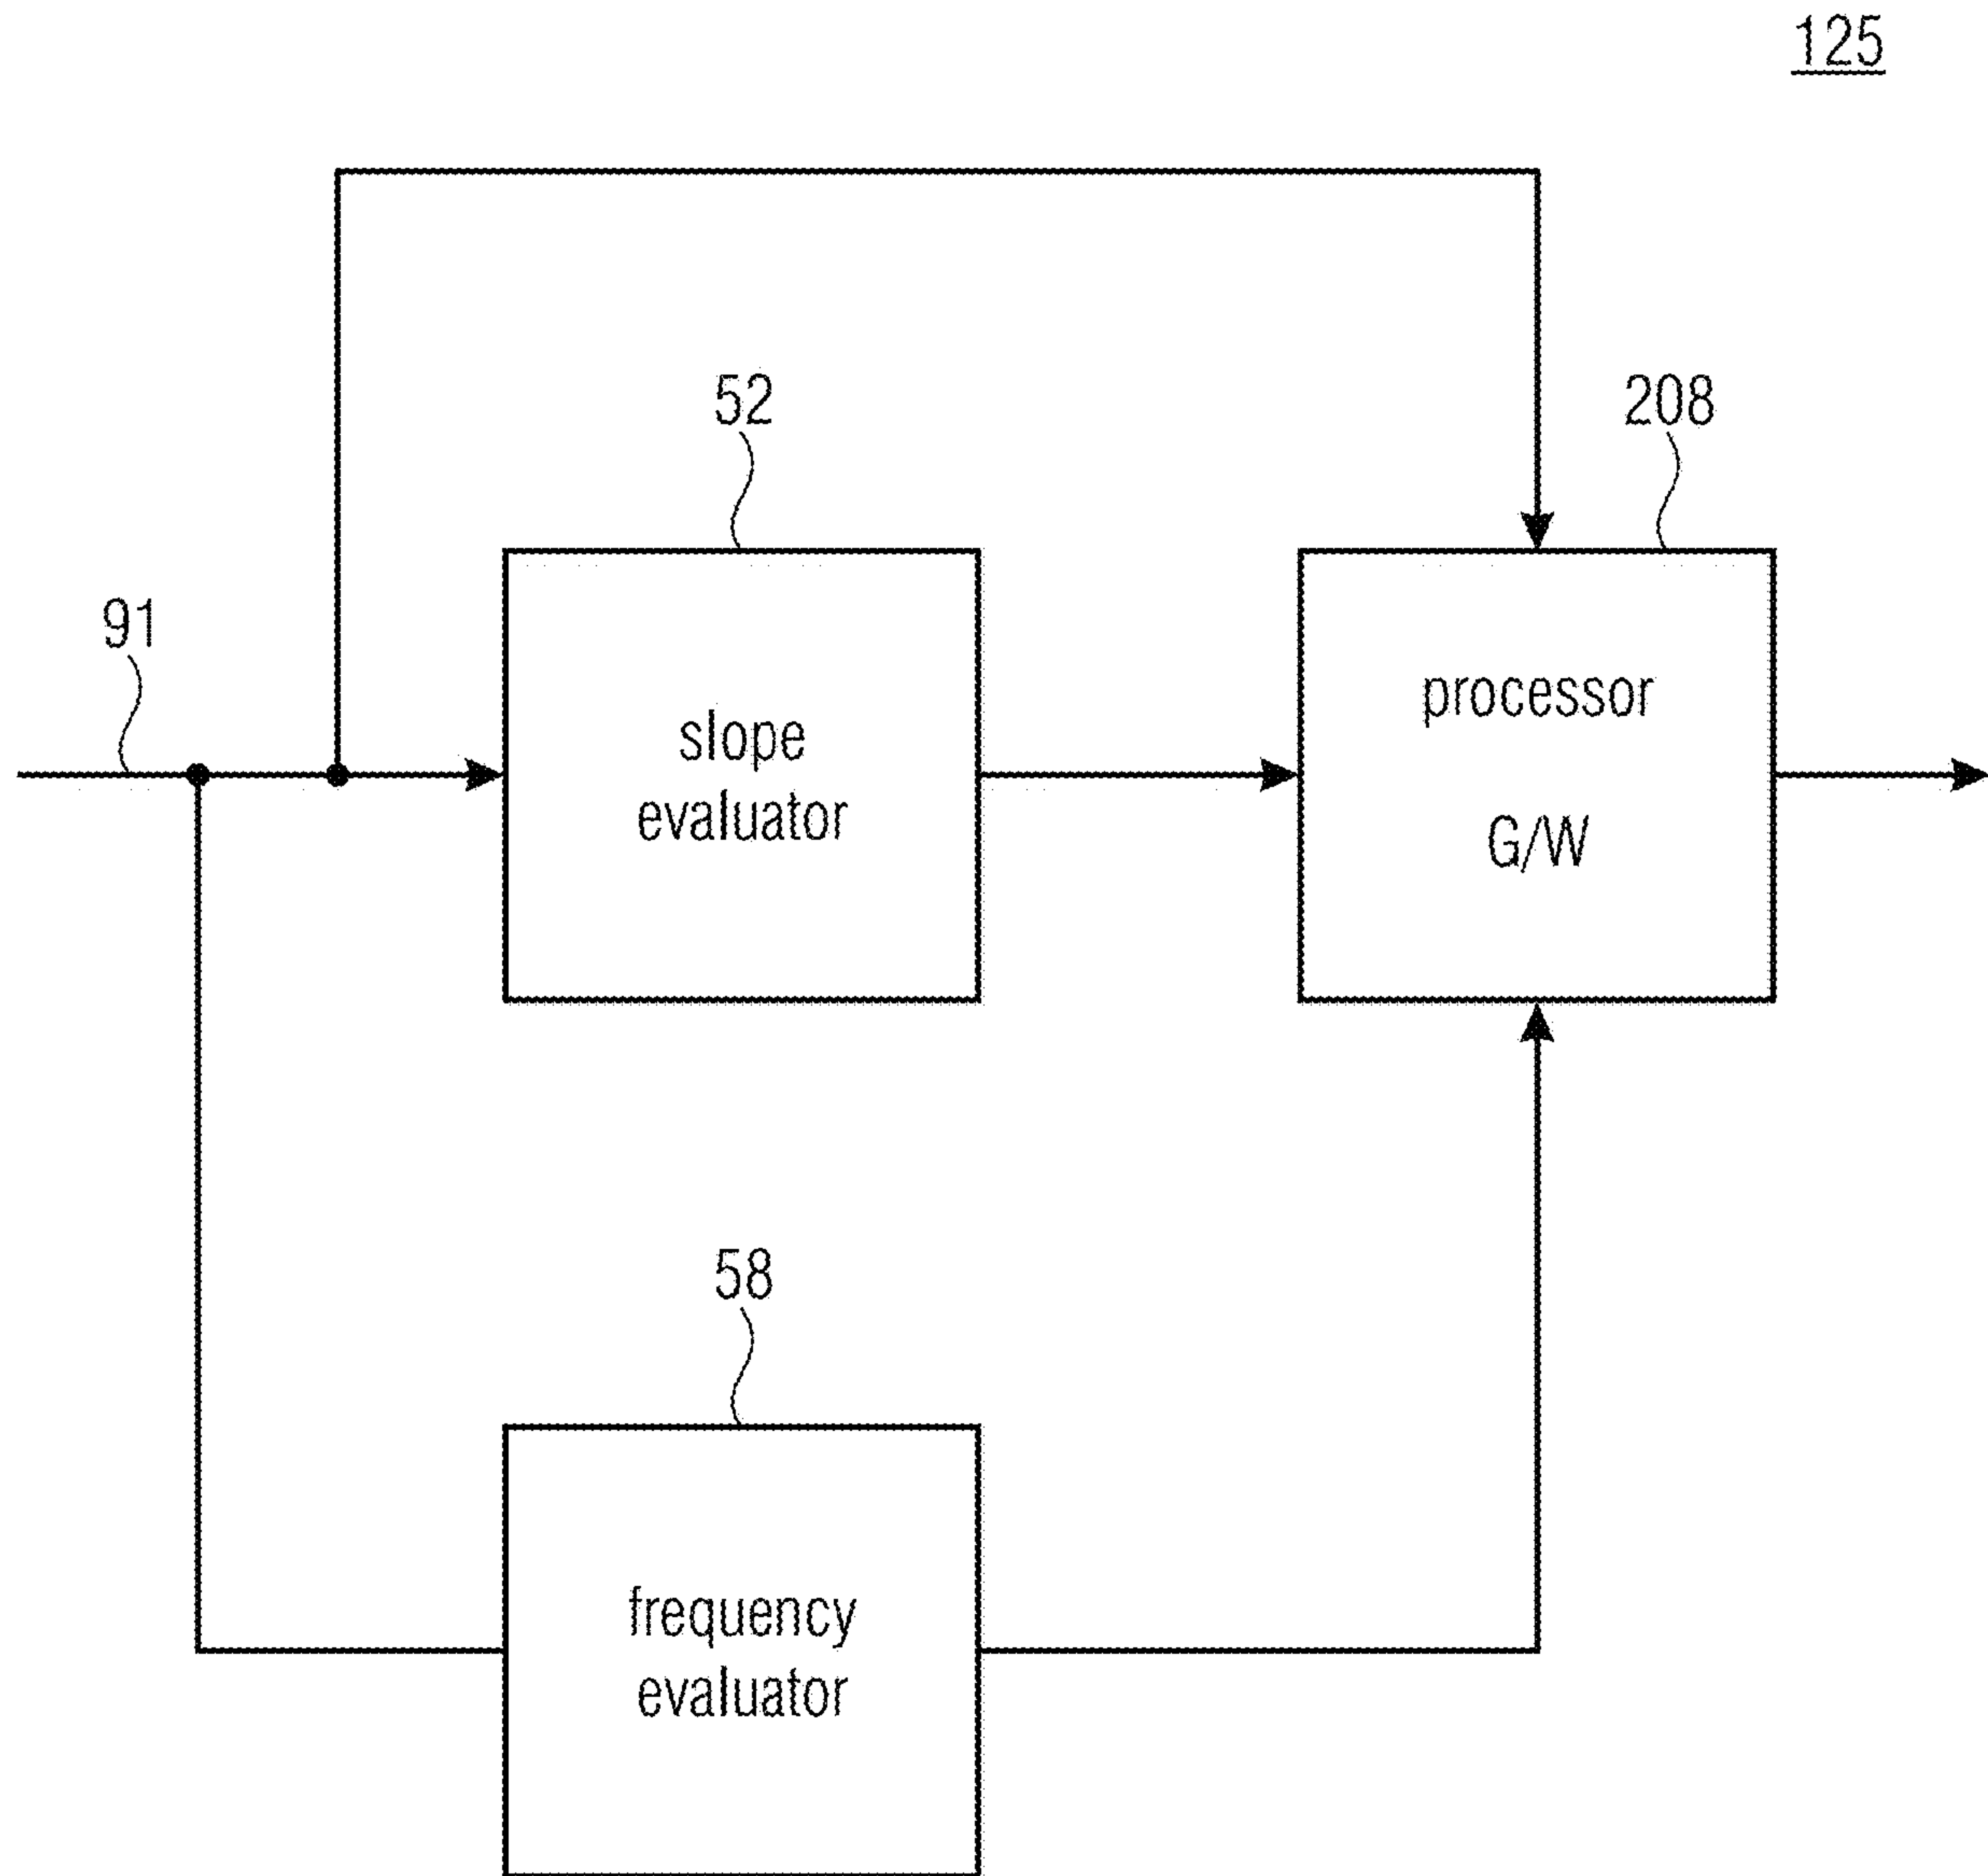 125
52
208
91
slope
evaluator
processor
G/W
58
frequency
evaluator